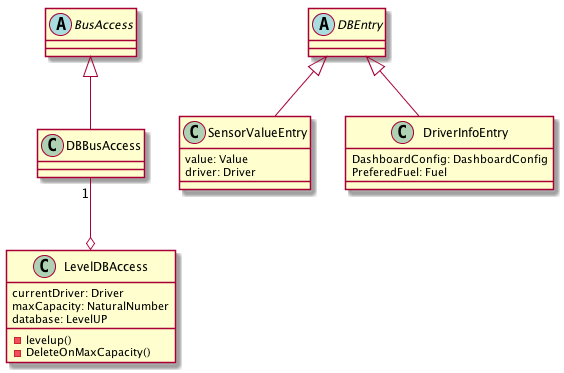 A BusAccess
A DBEntry
C DBBusAccess
C SensorValueEntry
value: Value
driver: Driver
C DriverInfoEntry
DashboardConfig: DashboardConfig
PreferedFuel: Fuel
1
C LevelDBAccess
currentDriver: Driver
maxCapacity: NaturalNumber
database: LevelUP
levelup()
DeleteOnMaxCapacity()